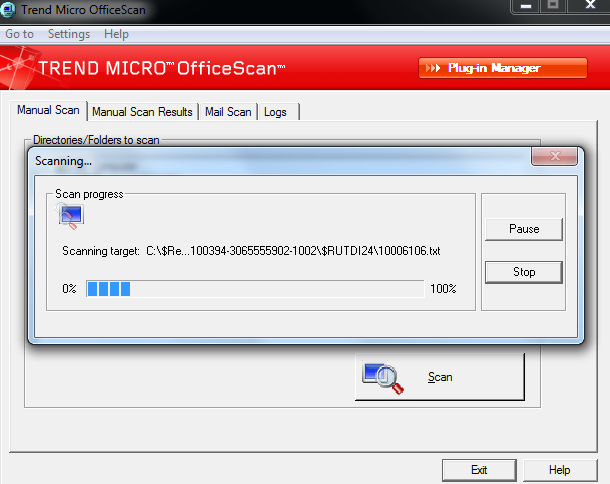 Trend Micro OfficeScan
Go to Settings Help
TREND MICRO™ OfficeScan™
Plug-in Manager
Manual Scan Manual Scan Results Mail Scan Logs
Directories/Folders to scan
Scanning...
Scan progress
Scanning target: C:\$Re...100394-3065555902-1002\$RUTDI24\10006106.txt
0% 100%
Pause
Stop
Scan
Exit Help